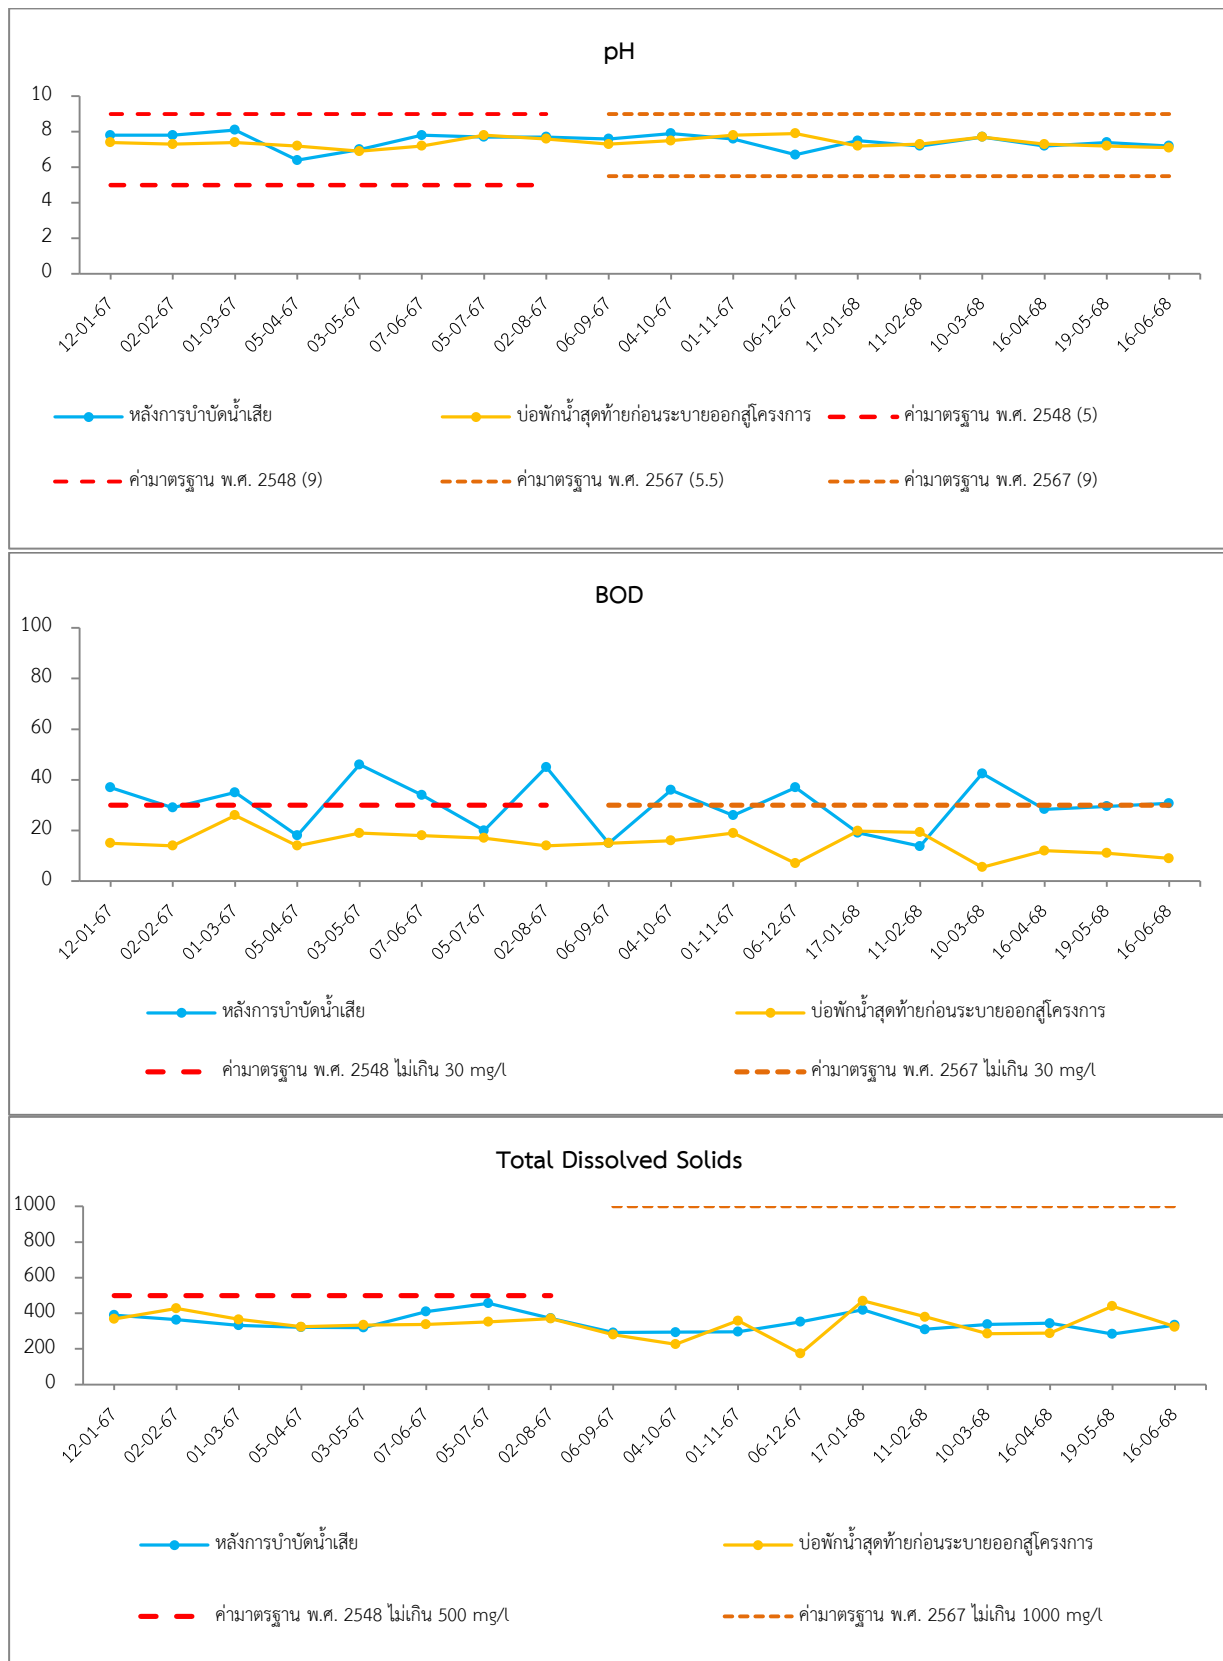 pH
10
8
6
4
2
0
12-01-67 02-02-67 01-03-67 05-04-67 03-05-67 07-06-67 05-07-67 02-08-67 06-09-67 04-10-67 01-11-67 06-12-67 17-01-68 11-02-68 10-03-68 16-04-68 19-05-68 16-06-68
หลังการบำบัดน้ำเสีย บ่อพักน้ำสุดท้ายก่อนระบายออกสู่โครงการ ค่ามาตรฐาน พ.ศ. 2548 (5)
ค่ามาตรฐาน พ.ศ. 2548 (9) ค่ามาตรฐาน พ.ศ. 2567 (5.5) ค่ามาตรฐาน พ.ศ. 2567 (9)
BOD
100
80
60
40
20
0
12-01-67 02-02-67 01-03-67 05-04-67 03-05-67 07-06-67 05-07-67 02-08-67 06-09-67 04-10-67 01-11-67 06-12-67 17-01-68 11-02-68 10-03-68 16-04-68 19-05-68 16-06-68
หลังการบำบัดน้ำเสีย บ่อพักน้ำสุดท้ายก่อนระบายออกสู่โครงการ
ค่ามาตรฐาน พ.ศ. 2548 ไม่เกิน 30 mg/l ค่ามาตรฐาน พ.ศ. 2567 ไม่เกิน 30 mg/l
Total Dissolved Solids
1000
800
600
400
200
0
12-01-67 02-02-67 01-03-67 05-04-67 03-05-67 07-06-67 05-07-67 02-08-67 06-09-67 04-10-67 01-11-67 06-12-67 17-01-68 11-02-68 10-03-68 16-04-68 19-05-68 16-06-68
หลังการบำบัดน้ำเสีย บ่อพักน้ำสุดท้ายก่อนระบายออกสู่โครงการ
ค่ามาตรฐาน พ.ศ. 2548 ไม่เกิน 500 mg/l ค่ามาตรฐาน พ.ศ. 2567 ไม่เกิน 1000 mg/l